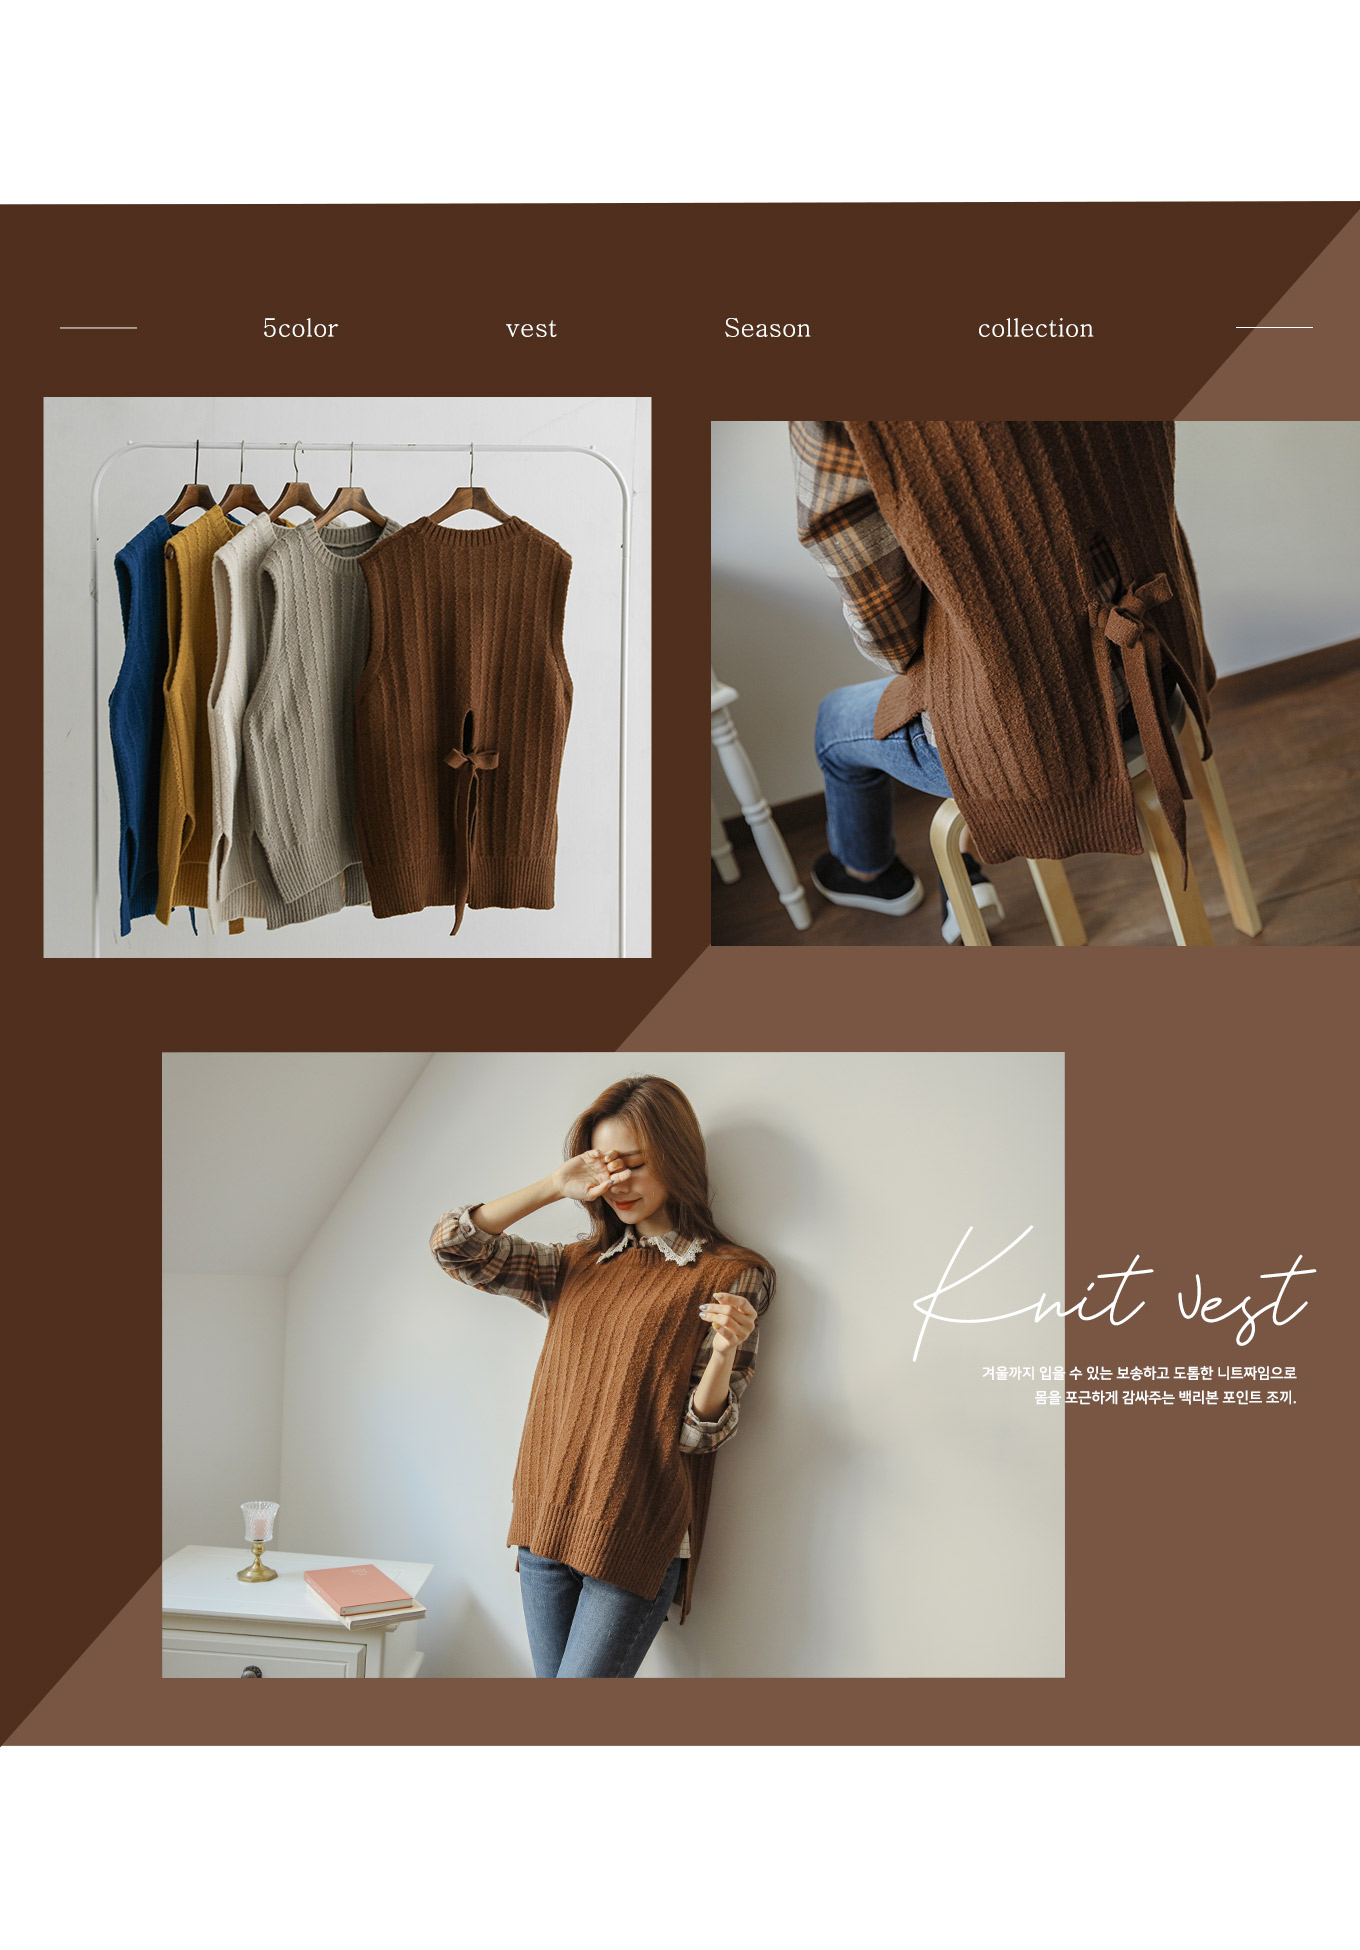 5color vest Season collection
Knit vest
겨울까지 입을 수 있는 보송하고 도톰한 니트짜임으로
몸을 포근하게 감싸주는 백리본 포인트 조끼.